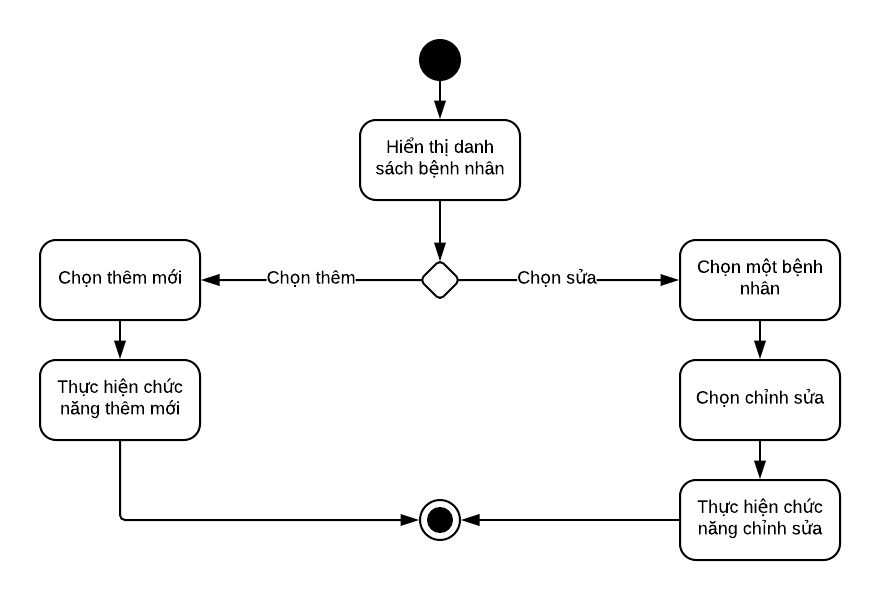 Hiển thị danh
sách bệnh nhân
Chọn thêm mới
Chọn thêm
Chọn sửa
Chọn một bệnh
nhân
Thực hiện chức
năng thêm mới
Chọn chỉnh sửa
Thực hiện chức
năng chỉnh sửa